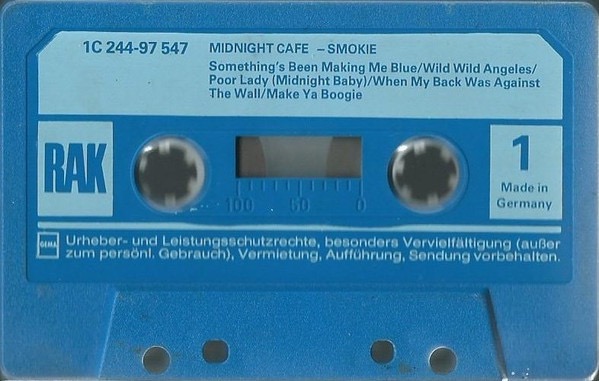 1C 244-97 547 MIDNIGHT CAFE – SMOKIE
Something's Been Making Me Blue/Wild Wild Angeles/
Poor Lady (Midnight Baby)/When My Back Was Against
The Wall/Make Ya Boogie
RAK
1
Made in
Germany
100 50 0
GEMA
Urheber- und Leistungsschutzrechte, besonders Vervielfältigung (außer
zum persönl. Gebrauch), Vermietung, Aufführung, Sendung vorbehalten.